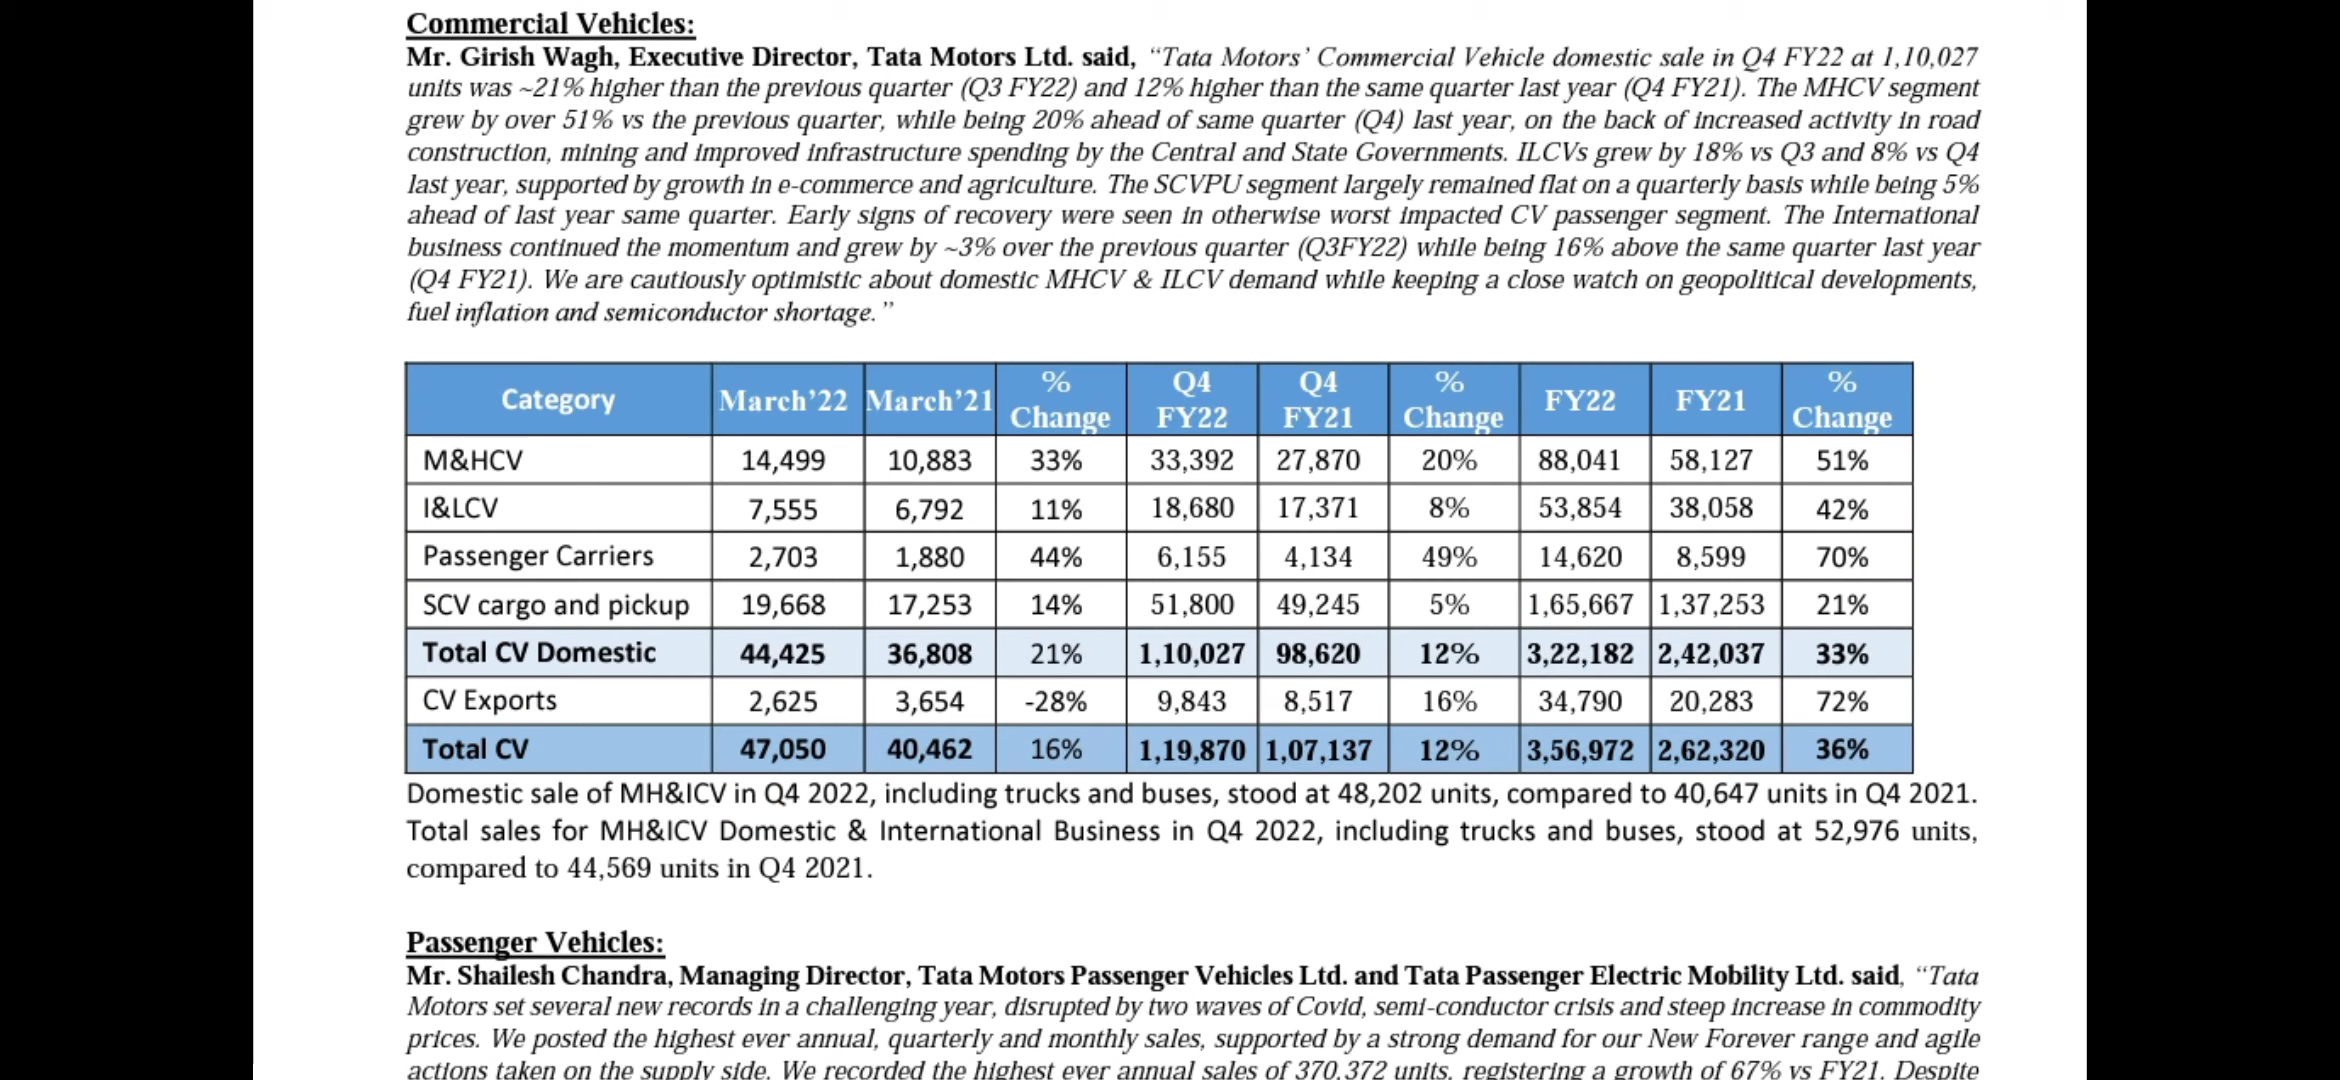 Commercial Vehicles:
Mr. Girish Wagh, Executive Director, Tata Motors Ltd. said, “Tata Motors’ Commercial Vehicle domestic sale in Q4 FY22 at 1,10,027
units was ~21% higher than the previous quarter (Q3 FY22) and 12% higher than the same quarter last year (Q4 FY21). The MHCV segment
grew by over 51% vs the previous quarter, while being 20% ahead of same quarter (Q4) last year, on the back of increased activity in road
construction, mining and improved infrastructure spending by the Central and State Governments. ILCVs grew by 18% vs Q3 and 8% vs Q4
last year, supported by growth in e-commerce and agriculture. The SCVPU segment largely remained flat on a quarterly basis while being 5%
ahead of last year same quarter. Early signs of recovery were seen in otherwise worst impacted CV passenger segment. The International
business continued the momentum and grew by ~3% over the previous quarter (Q3FY22) while being 16% above the same quarter last year
(Q4 FY21). We are cautiously optimistic about domestic MHCV & ILCV demand while keeping a close watch on geopolitical developments,
fuel inflation and semiconductor shortage.”
Category March’22 March’21 % Change Q4 FY22 Q4 FY21 % Change FY22 FY21 % Change
M&HCV 14,499 10,883 33% 33,392 27,870 20% 88,041 58,127 51%
I&LCV 7,555 6,792 11% 18,680 17,371 8% 53,854 38,058 42%
Passenger Carriers 2,703 1,880 44% 6,155 4,134 49% 14,620 8,599 70%
SCV cargo and pickup 19,668 17,253 14% 51,800 49,245 5% 1,65,667 1,37,253 21%
Total CV Domestic 44,425 36,808 21% 1,10,027 98,620 12% 3,22,182 2,42,037 33%
CV Exports 2,625 3,654 -28% 9,843 8,517 16% 34,790 20,283 72%
Total CV 47,050 40,462 16% 1,19,870 1,07,137 12% 3,56,972 2,62,320 36%
Domestic sale of MH&ICV in Q4 2022, including trucks and buses, stood at 48,202 units, compared to 40,647 units in Q4 2021.
Total sales for MH&ICV Domestic & International Business in Q4 2022, including trucks and buses, stood at 52,976 units,
compared to 44,569 units in Q4 2021.
Passenger Vehicles:
Mr. Shailesh Chandra, Managing Director, Tata Motors Passenger Vehicles Ltd. and Tata Passenger Electric Mobility Ltd. said, “Tata
Motors set several new records in a challenging year, disrupted by two waves of Covid, semi-conductor crisis and steep increase in commodity
prices. We posted the highest ever annual, quarterly and monthly sales, supported by a strong demand for our New Forever range and agile
actions taken on the supply side. We recorded the highest ever annual sales of 370,372 units, registering a growth of 67% vs FY21. Despite